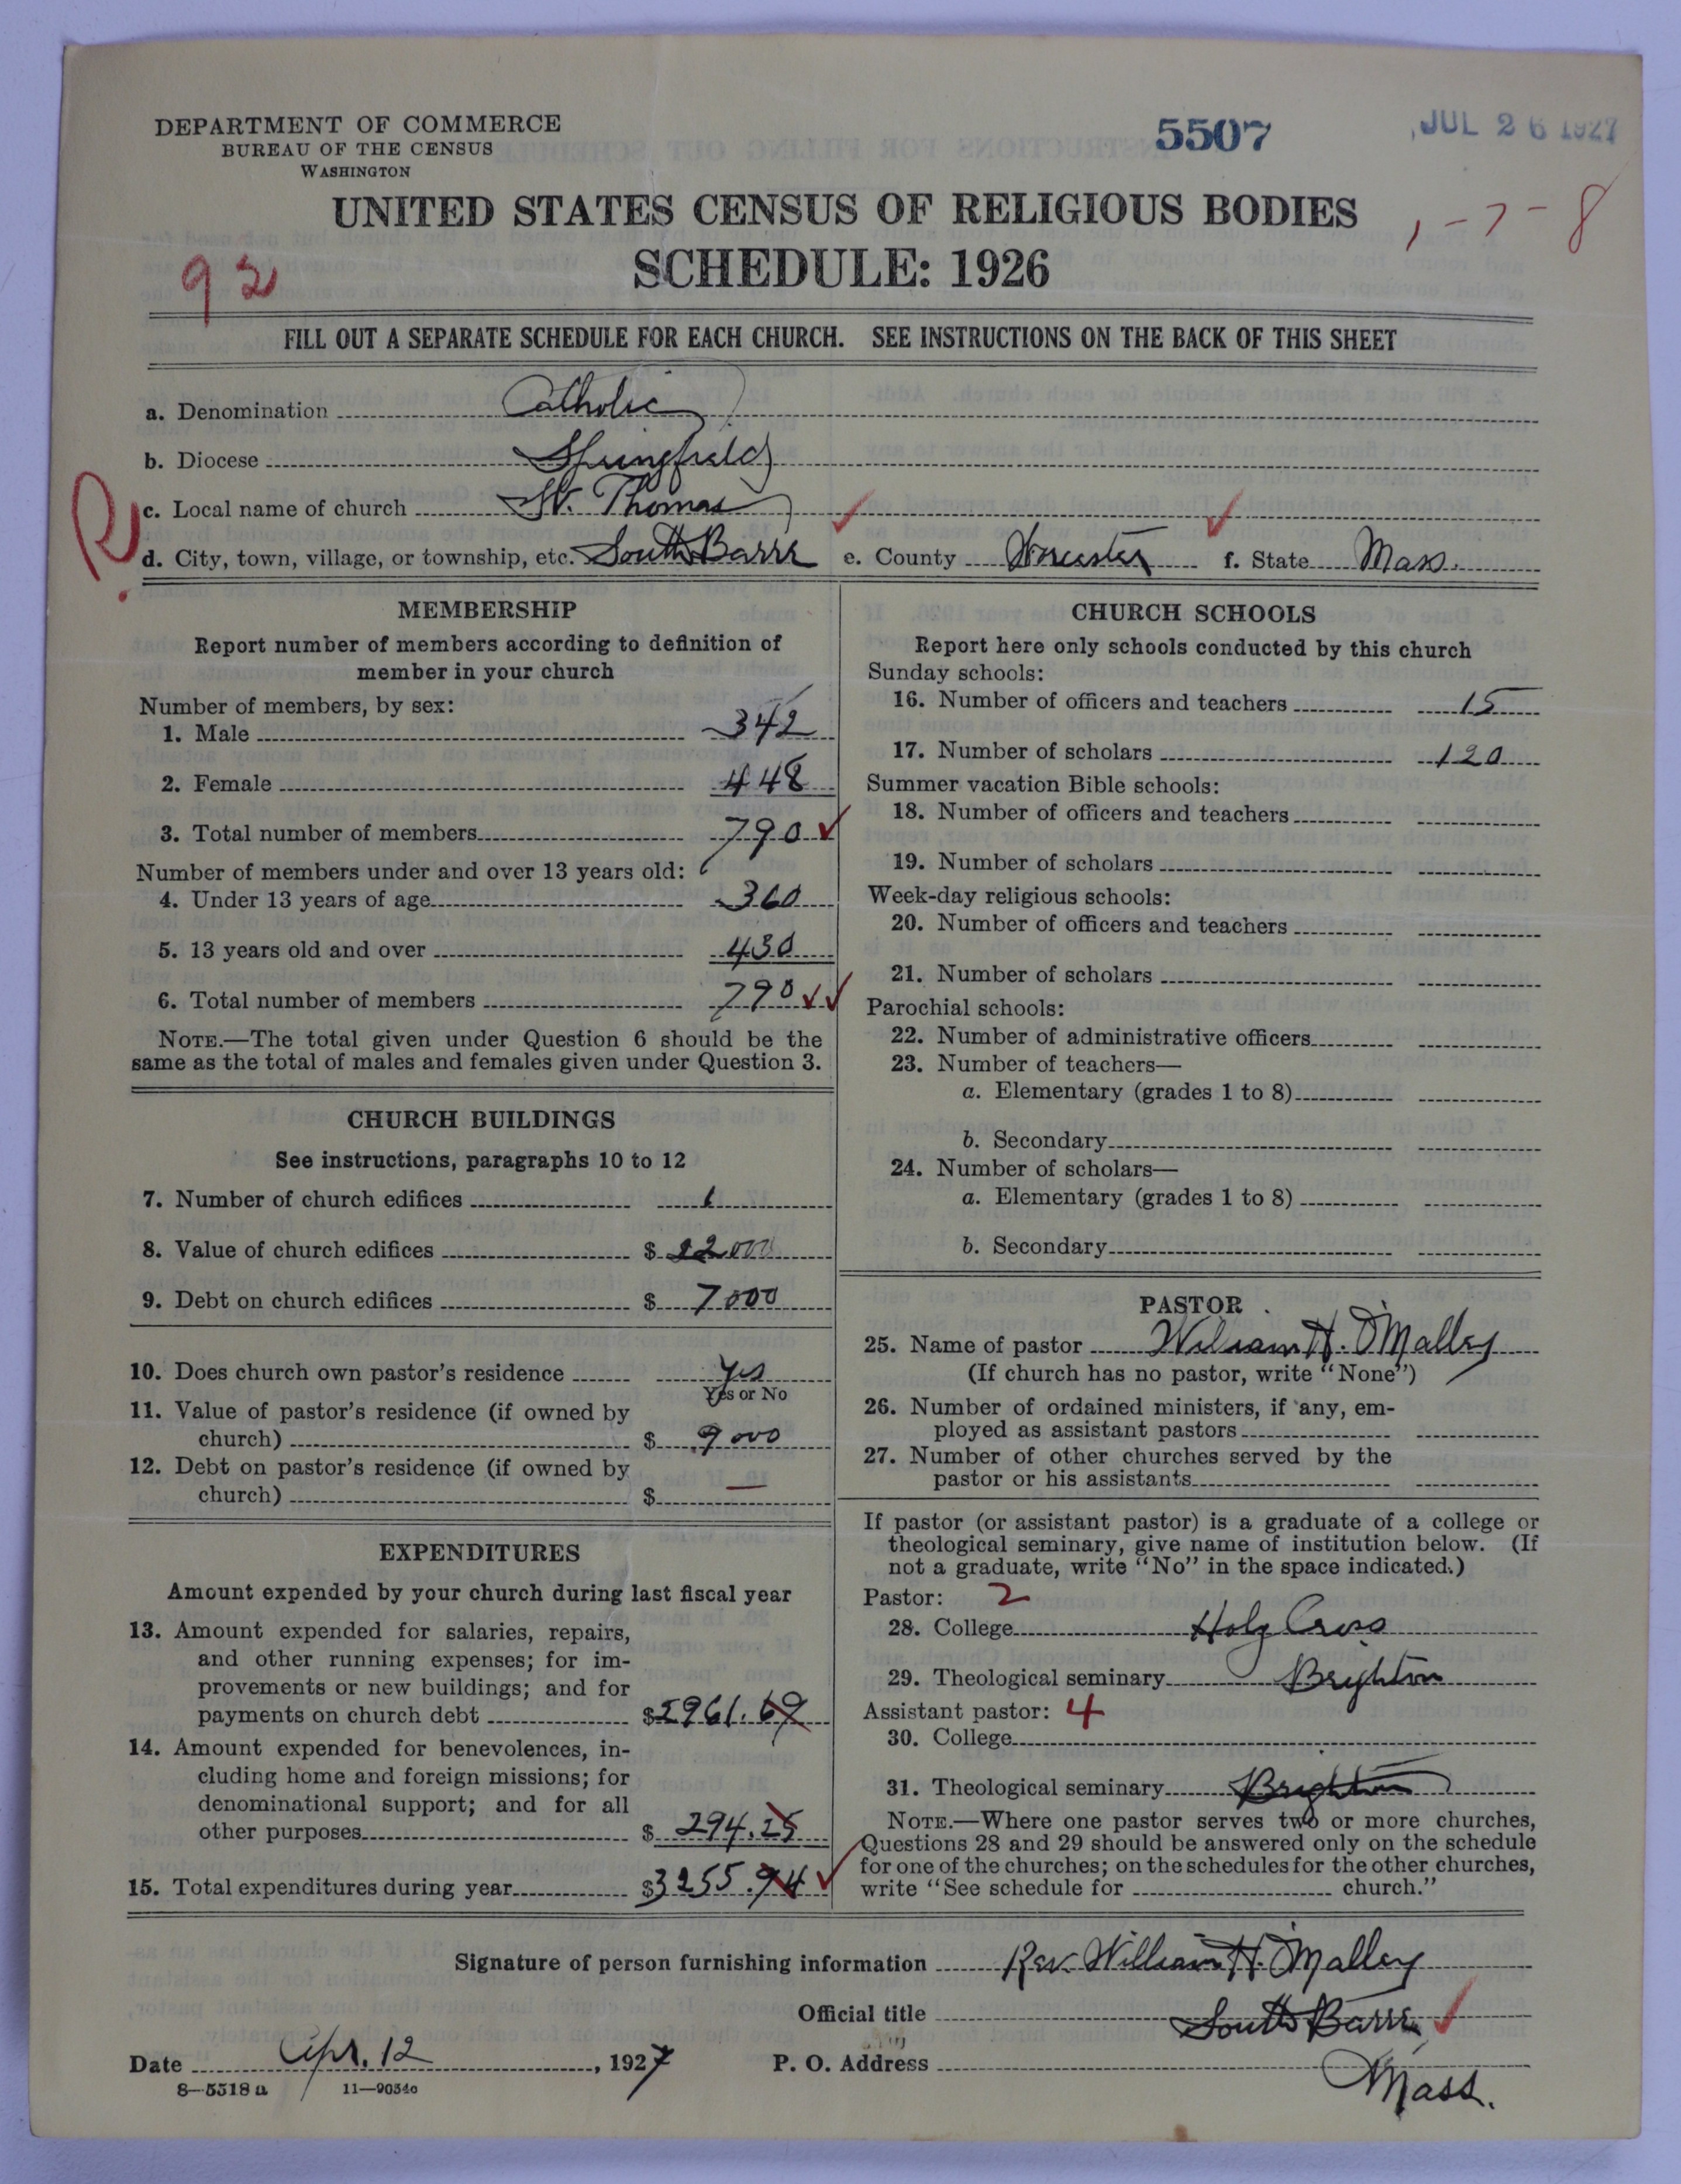 DEPARTMENT OF COMMERCE
BUREAU OF THE CENSUS
WASHINGTON
5507
JUL 26 1927
UNITED STATES CENSUS OF RELIGIOUS BODIES
1-7-8
SCHEDULE: 1926
92
FILL OUT A SEPARATE SCHEDULE FOR EACH CHURCH. SEE INSTRUCTIONS ON THE BACK OF THIS SHEET
a. Denomination Catholic
b. Diocese Springfield
R
c. Local name of church St. Thomas
d. City, town, village, or township, etc. South Barre e. County Worcester f. State Mass.
MEMBERSHIP
Report number of members according to definition of
member in your church
Number of members, by sex:
1. Male 342
2. Female 448
3. Total number of members 790 ✓
Number of members under and over 13 years old:
4. Under 13 years of age 360
5. 13 years old and over 430
6. Total number of members 790 ✓✓
NOTE.—The total given under Question 6 should be the
same as the total of males and females given under Question 3.
CHURCH BUILDINGS
See instructions, paragraphs 10 to 12
7. Number of church edifices 1
8. Value of church edifices $ 22000
9. Debt on church edifices $ 7000
10. Does church own pastor's residence yes
Yes or No
11. Value of pastor's residence (if owned by
church) $ 9000
12. Debt on pastor's residence (if owned by
church) $ —
EXPENDITURES
Amount expended by your church during last fiscal year
13. Amount expended for salaries, repairs,
and other running expenses; for im-
provements or new buildings; and for
payments on church debt $ 2961.69
14. Amount expended for benevolences, in-
cluding home and foreign missions; for
denominational support; and for all
other purposes $ 294.25
15. Total expenditures during year $3255.94 ✓
CHURCH SCHOOLS
Report here only schools conducted by this church
Sunday schools:
16. Number of officers and teachers 15
17. Number of scholars 120
Summer vacation Bible schools:
18. Number of officers and teachers
19. Number of scholars
Week-day religious schools:
20. Number of officers and teachers
21. Number of scholars
Parochial schools:
22. Number of administrative officers
23. Number of teachers—
a. Elementary (grades 1 to 8)
b. Secondary
24. Number of scholars—
a. Elementary (grades 1 to 8)
b. Secondary
PASTOR
25. Name of pastor William H. O'Malley
(If church has no pastor, write "None")
26. Number of ordained ministers, if any, em-
ployed as assistant pastors
27. Number of other churches served by the
pastor or his assistants
If pastor (or assistant pastor) is a graduate of a college or
theological seminary, give name of institution below. (If
not a graduate, write "No" in the space indicated.)
Pastor: 2
28. College Holy Cross
29. Theological seminary Brighton
Assistant pastor: 4
30. College
31. Theological seminary Brighton
NOTE.—Where one pastor serves two or more churches,
Questions 28 and 29 should be answered only on the schedule
for one of the churches; on the schedules for the other churches,
write "See schedule for church."
Signature of person furnishing information Rev. William H. O'Malley
Official title
South Barre ✓
Date Apr. 12, 1927 P. O. Address
Mass.
8—5518 a 11—9054c